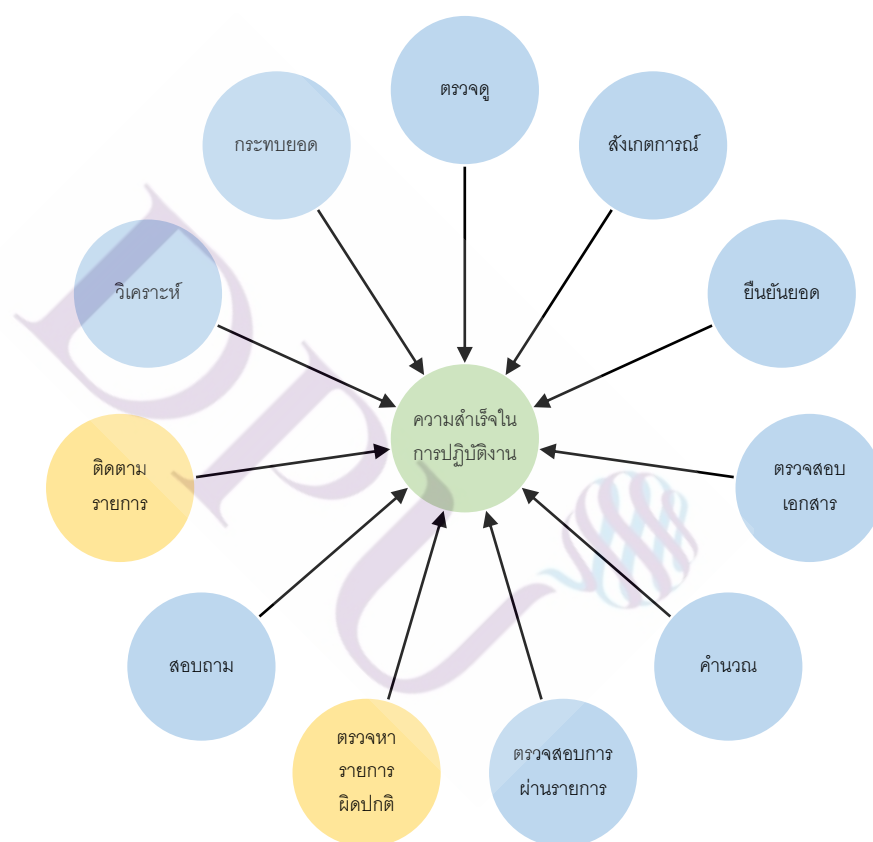 ตรวจดู
สังเกตการณ์
ยืนยันยอด
ตรวจสอบ
เอกสาร
คำนวณ
ตรวจสอบการ
ผ่านรายการ
ตรวจหา
รายการ
ผิดปกติ
สอบถาม
ติดตาม
รายการ
วิเคราะห์
กระทบยอด
ความสำเร็จใน
การปฏิบัติงาน
DPU